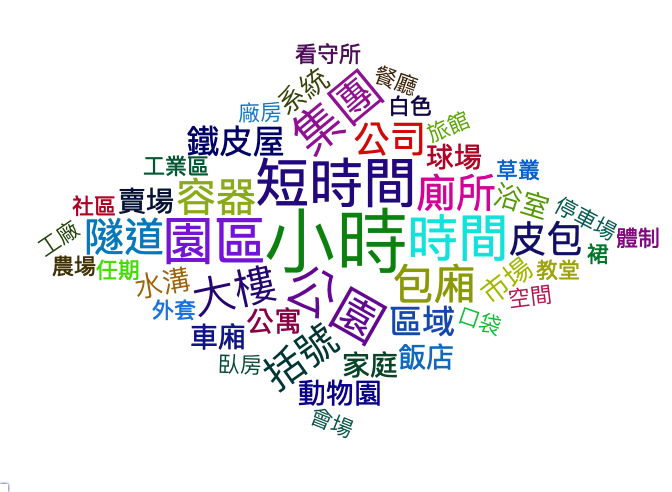 看守所
系統
餐廳
集團
白色
廠房
旅館
鐵皮屋
公司
球場
工業區
短時間
廁所
草叢
社區
賣場
容器
浴室
停車場
工廠
隧道
園區
小時
時間
皮包
裙
體制
農場
任期
水溝
大樓
公園
包廂
市場
教堂
空間
外套
車廂
公寓
區域
口袋
臥房
括號
家庭
飯店
動物園
會場